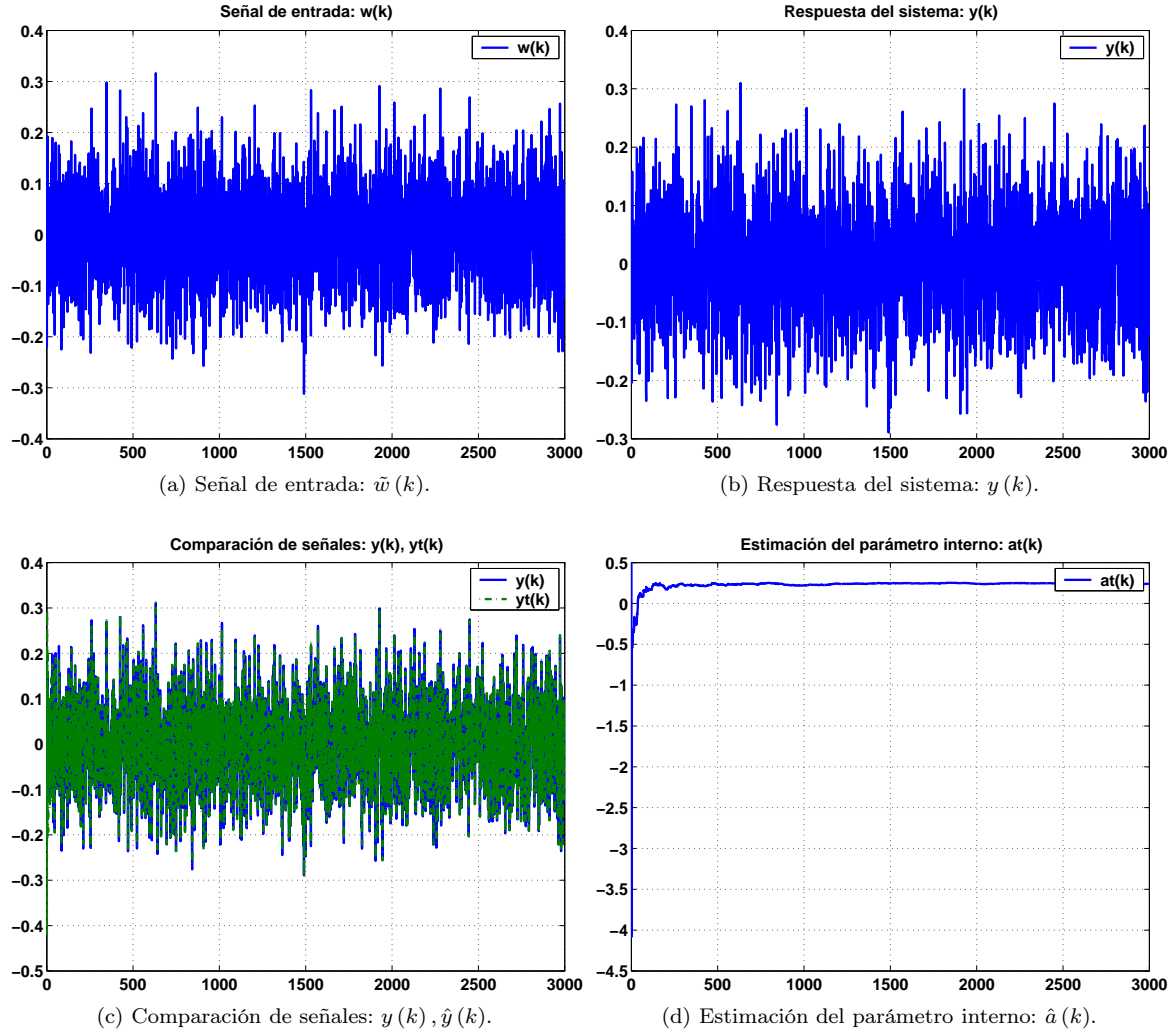 Señal de entrada: w(k)
0.4
0.3
0.2
0.1
0
−0.1
−0.2
−0.3
−0.4
0 500 1000 1500 2000 2500 3000
w(k)
(a) Señal de entrada: w̃ (k).
Respuesta del sistema: y(k)
0.4
0.3
0.2
0.1
0
−0.1
−0.2
−0.3
0 500 1000 1500 2000 2500 3000
y(k)
(b) Respuesta del sistema: y (k).
Comparación de señales: y(k), yt(k)
0.4
0.3
0.2
0.1
0
−0.1
−0.2
−0.3
−0.4
−0.5
0 500 1000 1500 2000 2500 3000
y(k)
yt(k)
(c) Comparación de señales: y (k) , ŷ (k).
Estimación del parámetro interno: at(k)
0.5
0
−0.5
−1
−1.5
−2
−2.5
−3
−3.5
−4
−4.5
0 500 1000 1500 2000 2500 3000
at(k)
(d) Estimación del parámetro interno: â (k).